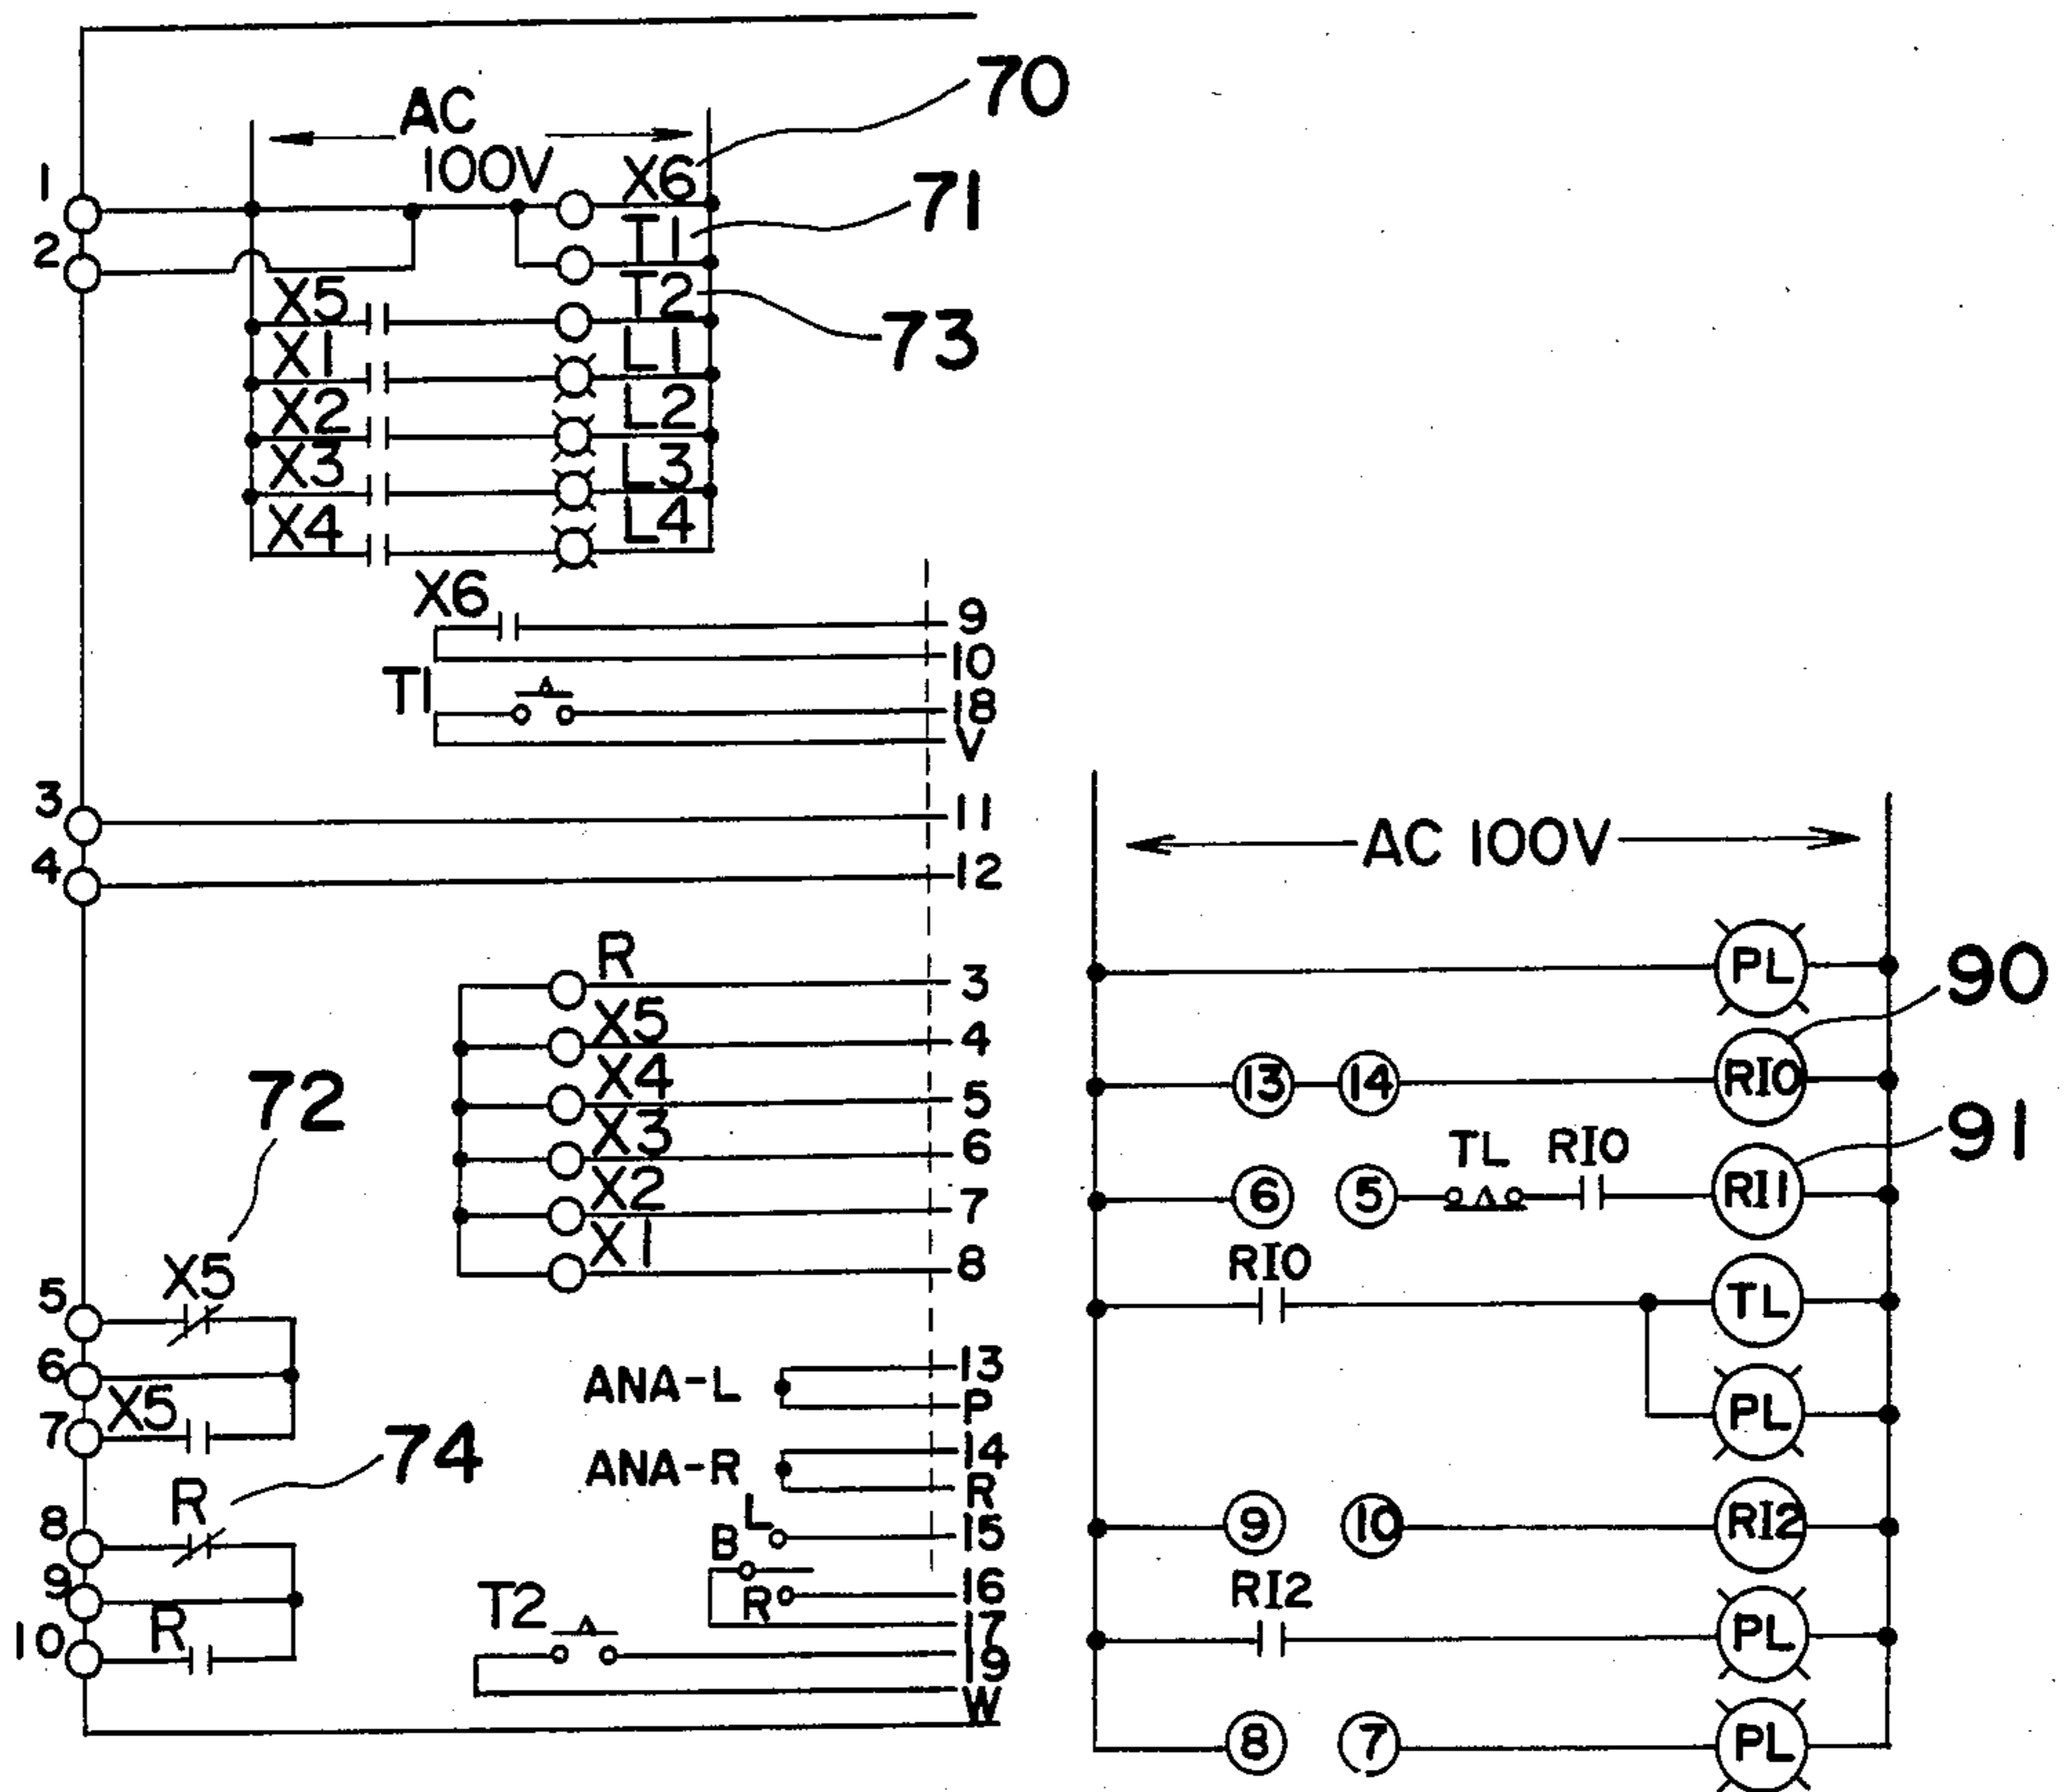 AC
100V
70
1
X6
71
2
T1
X5
T2
73
X1
L1
X2
L2
X3
L3
X4
L4
X6
9
10
T1
18
V
3
11
4
12
AC 100V
R
3
PL
90
X5
4
X4
5
13 14 RI0
72
X3
6
91
X2
7
TL RI0
6 5 RI1
X1
8
X5
5
RI0
TL
6
ANA-L
13
P
X5
7
PL
74
ANA-R
14
R
R
8
L
15
9 10 RI2
B
9
T2
R
16
RI2
R
10
17
PL
19
W
8 7 PL